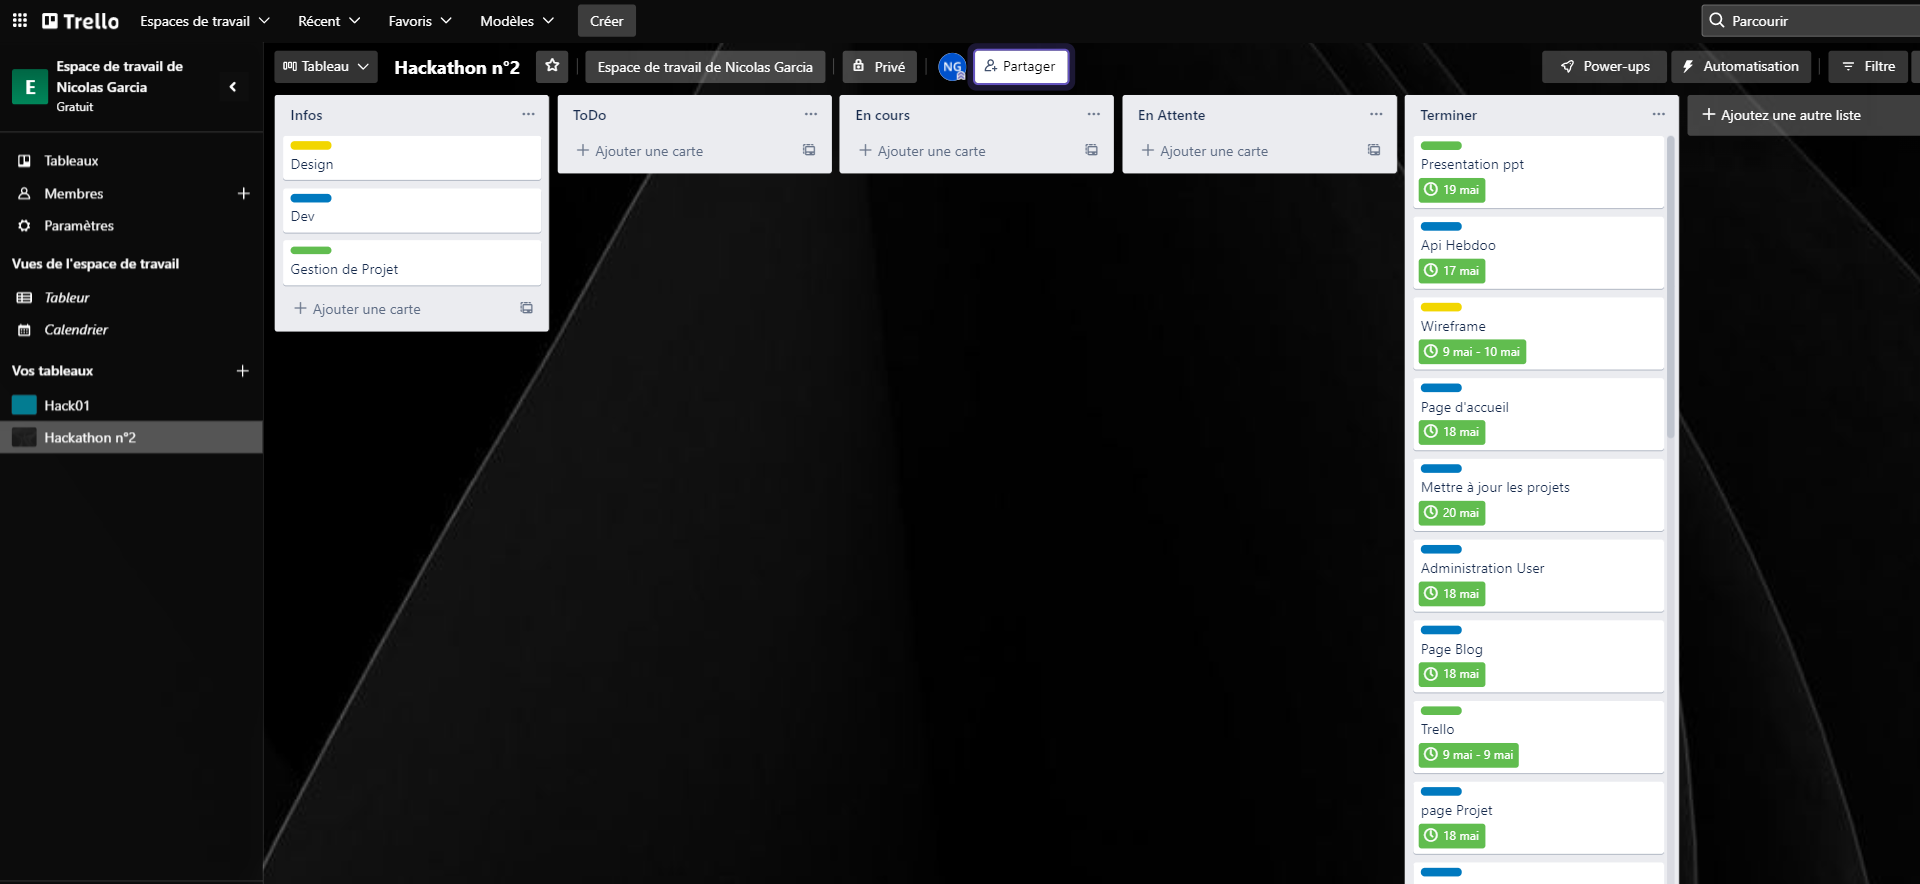 Trello
Espaces de travail
Récent
Favoris
Modèles
Créer
Parcourir
E
Espace de travail de
Nicolas Garcia
Gratuit
Tableau
Hackathon n°2
Espace de travail de Nicolas Garcia
Privé
NG
Partager
Power-ups
Automatisation
Filtre
Tableaux
Membres
Paramètres
Vues de l'espace de travail
Tableur
Calendrier
Vos tableaux
Hack01
Hackathon n°2
Infos
Design
Dev
Gestion de Projet
Ajouter une carte
ToDo
Ajouter une carte
En cours
Ajouter une carte
En Attente
Ajouter une carte
Terminer
Presentation ppt
19 mai
Api Hebdoo
17 mai
Wireframe
9 mai - 10 mai
Page d'accueil
18 mai
Mettre à jour les projets
20 mai
Administration User
18 mai
Page Blog
18 mai
Trello
9 mai - 9 mai
page Projet
18 mai
Ajoutez une autre liste